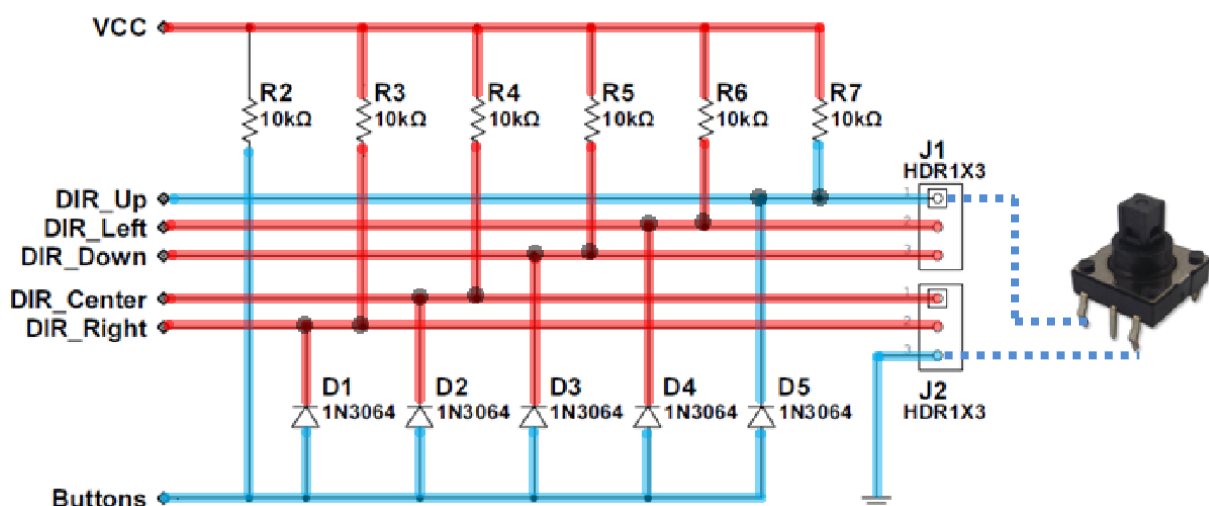 VCC
R2
10kΩ
R3
10kΩ
R4
10kΩ
R5
10kΩ
R6
10kΩ
R7
10kΩ
J1
HDR1X3
DIR_Up
1
DIR_Left
2
DIR_Down
3
DIR_Center
1
DIR_Right
2
3
D1
1N3064
D2
1N3064
D3
1N3064
D4
1N3064
D5
1N3064
J2
HDR1X3
Buttons